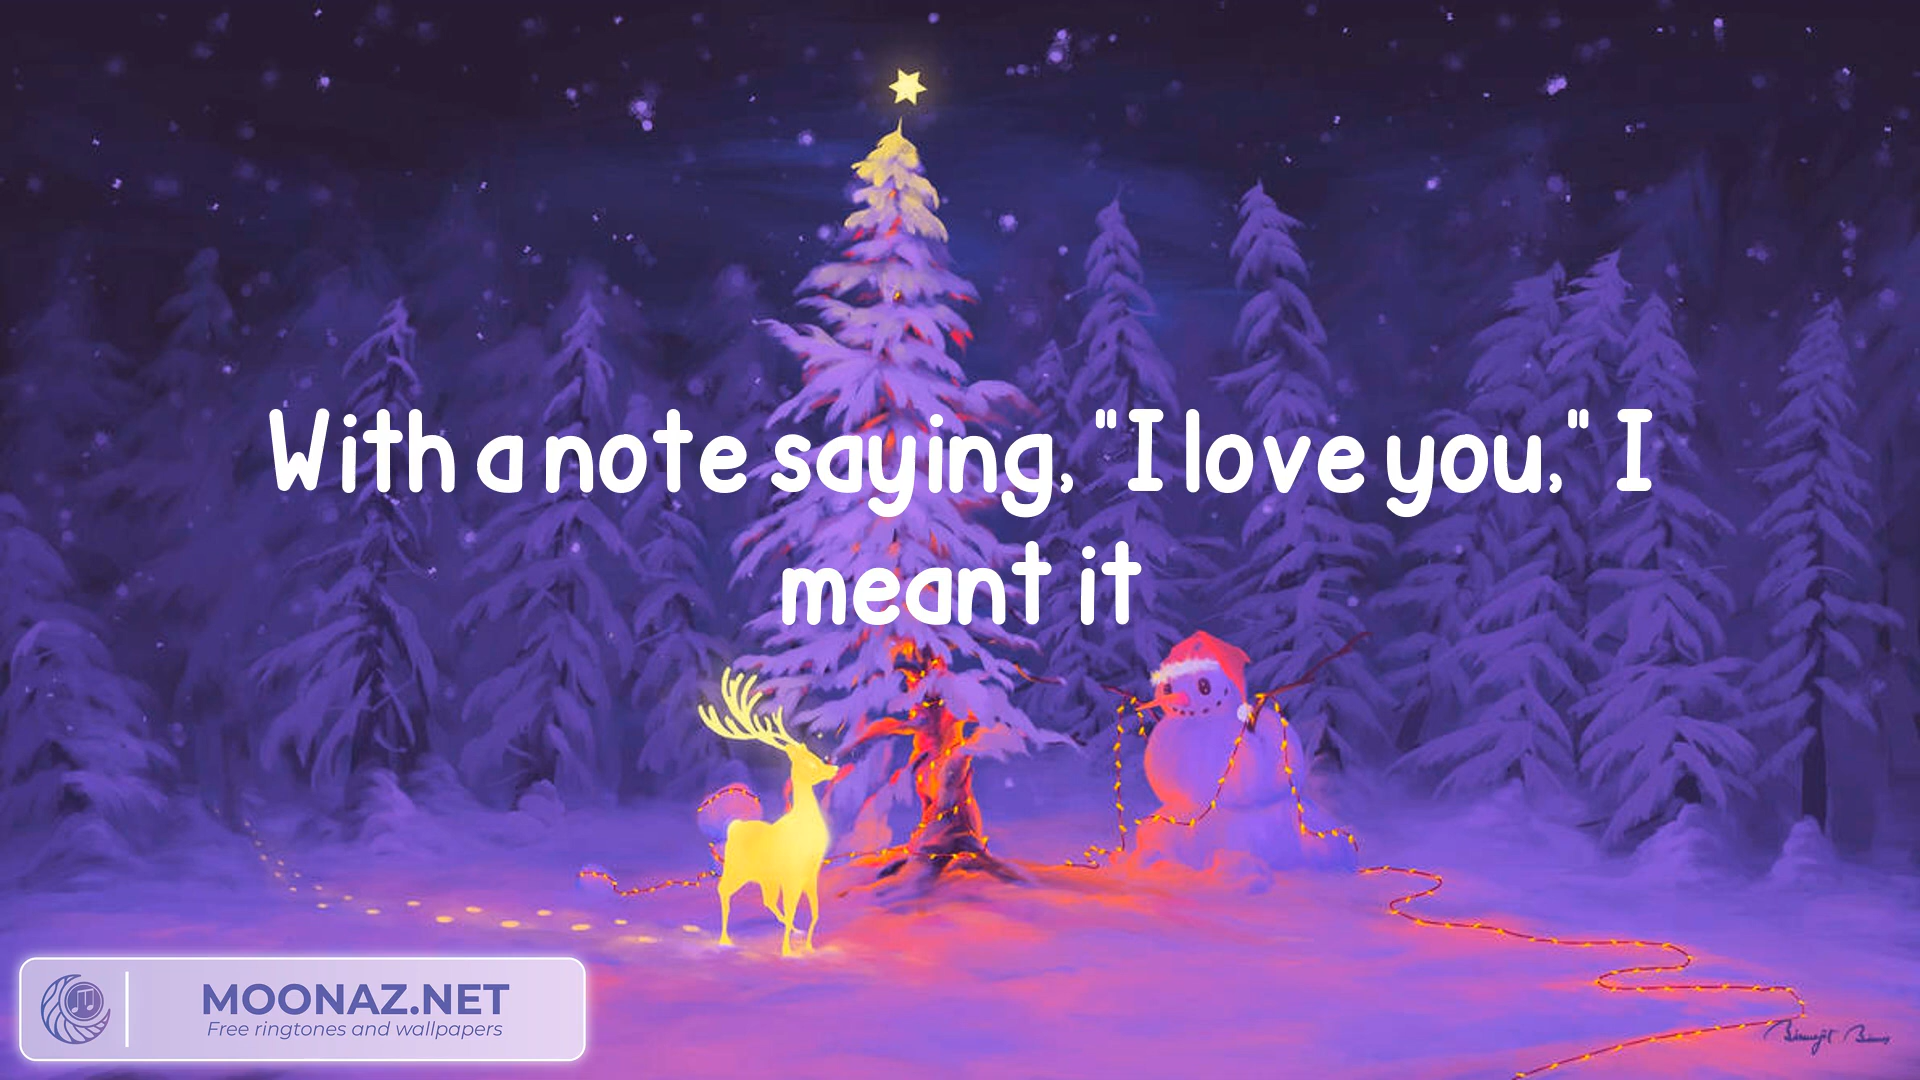 With a note saying, "I love you," I
meant it
MOONAZ.NET
Free ringtones and wallpapers